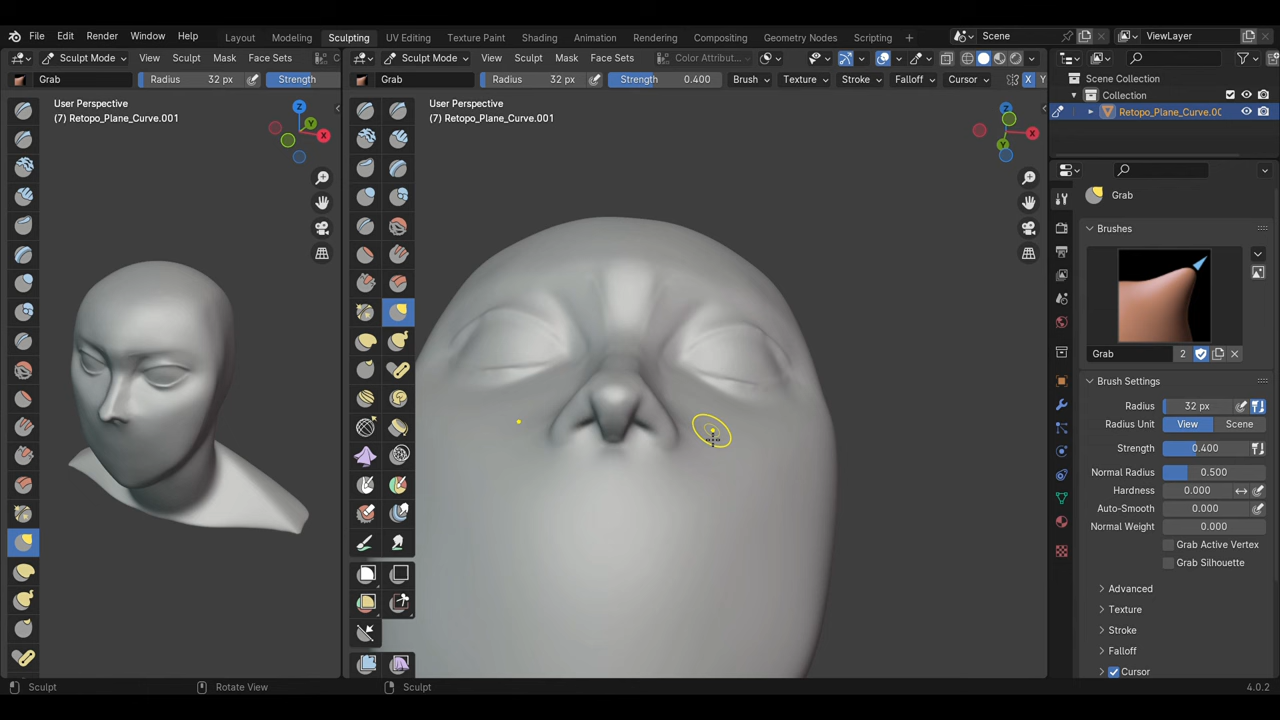 File Edit Render Window Help Layout Modeling Sculpting UV Editing Texture Paint Shading Animation Rendering Compositing Geometry Nodes Scripting Scene ViewLayer
Sculpt Mode View Sculpt Mask Face Sets
Grab Radius 32 px Strength
User Perspective
(7) Retopo_Plane_Curve.001
Sculpt Mode View Sculpt Mask Face Sets Color Attribut...
Grab Radius 32 px Strength 0.400 Brush Texture Stroke Falloff Cursor X Y
User Perspective
(7) Retopo_Plane_Curve.001
Z
Y
X
Z
X
Y
Scene Collection
Collection
Retopo_Plane_Curve.00
Grab
Brushes
Grab 2
Brush Settings
Radius 32 px
Radius Unit View Scene
Strength 0.400
Normal Radius 0.500
Hardness 0.000
Auto-Smooth 0.000
Normal Weight 0.000
Grab Active Vertex
Grab Silhouette
Advanced
Texture
Stroke
Falloff
Cursor
Sculpt Rotate View Sculpt 4.0.2